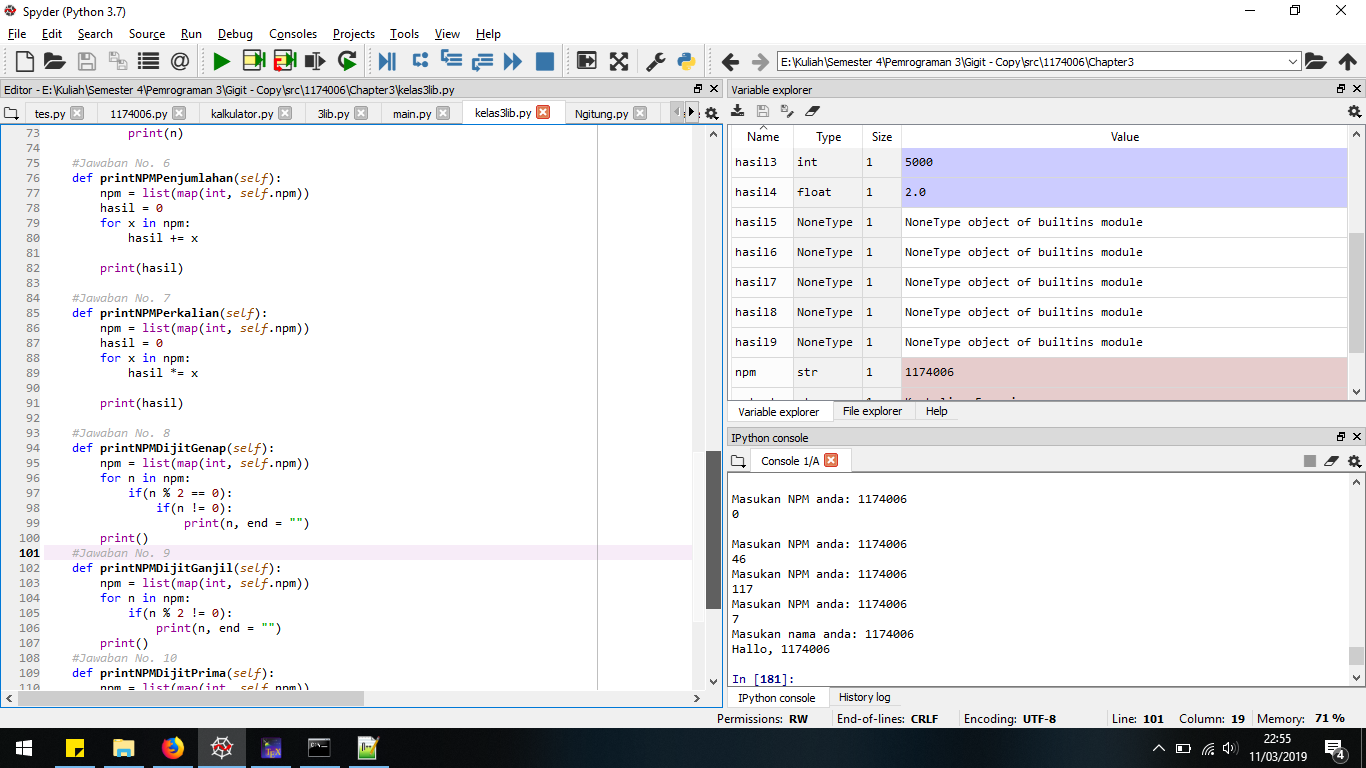 Spyder (Python 3.7)
File Edit Search Source Run Debug Consoles Projects Tools View Help
E:\Kuliah\Semester 4\Pemrograman 3\Gigit - Copy\src\1174006\Chapter3
Editor - E:\Kuliah\Semester 4\Pemrograman 3\Gigit - Copy\src\1174006\Chapter3\kelas3lib.py
tes.py 1174006.py kalkulator.py 3lib.py main.py kelas3lib.py Ngitung.py
73 print(n)
74
75 #Jawaban No. 6
76 def printNPMPenjumlahan(self):
77 npm = list(map(int, self.npm))
78 hasil = 0
79 for x in npm:
80 hasil += x
81
82 print(hasil)
83
84 #Jawaban No. 7
85 def printNPMPerkalian(self):
86 npm = list(map(int, self.npm))
87 hasil = 0
88 for x in npm:
89 hasil *= x
90
91 print(hasil)
92
93 #Jawaban No. 8
94 def printNPMDijitGenap(self):
95 npm = list(map(int, self.npm))
96 for n in npm:
97 if(n % 2 == 0):
98 if(n != 0):
99 print(n, end = "")
100 print()
101 #Jawaban No. 9
102 def printNPMDijitGanjil(self):
103 npm = list(map(int, self.npm))
104 for n in npm:
105 if(n % 2 != 0):
106 print(n, end = "")
107 print()
108 #Jawaban No. 10
109 def printNPMDijitPrima(self):
110 npm = list(map(int, self.npm))
Variable explorer
Name Type Size Value
hasil3 int 1 5000
hasil4 float 1 2.0
hasil5 NoneType 1 NoneType object of builtins module
hasil6 NoneType 1 NoneType object of builtins module
hasil7 NoneType 1 NoneType object of builtins module
hasil8 NoneType 1 NoneType object of builtins module
hasil9 NoneType 1 NoneType object of builtins module
npm str 1 1174006
Variable explorer File explorer Help
IPython console
Console 1/A
Masukan NPM anda: 1174006
0
Masukan NPM anda: 1174006
46
Masukan NPM anda: 1174006
117
Masukan NPM anda: 1174006
7
Masukan nama anda: 1174006
Hallo, 1174006
In [181]:
IPython console History log
Permissions: RW End-of-lines: CRLF Encoding: UTF-8 Line: 101 Column: 19 Memory: 71 %
22:55
11/03/2019
4